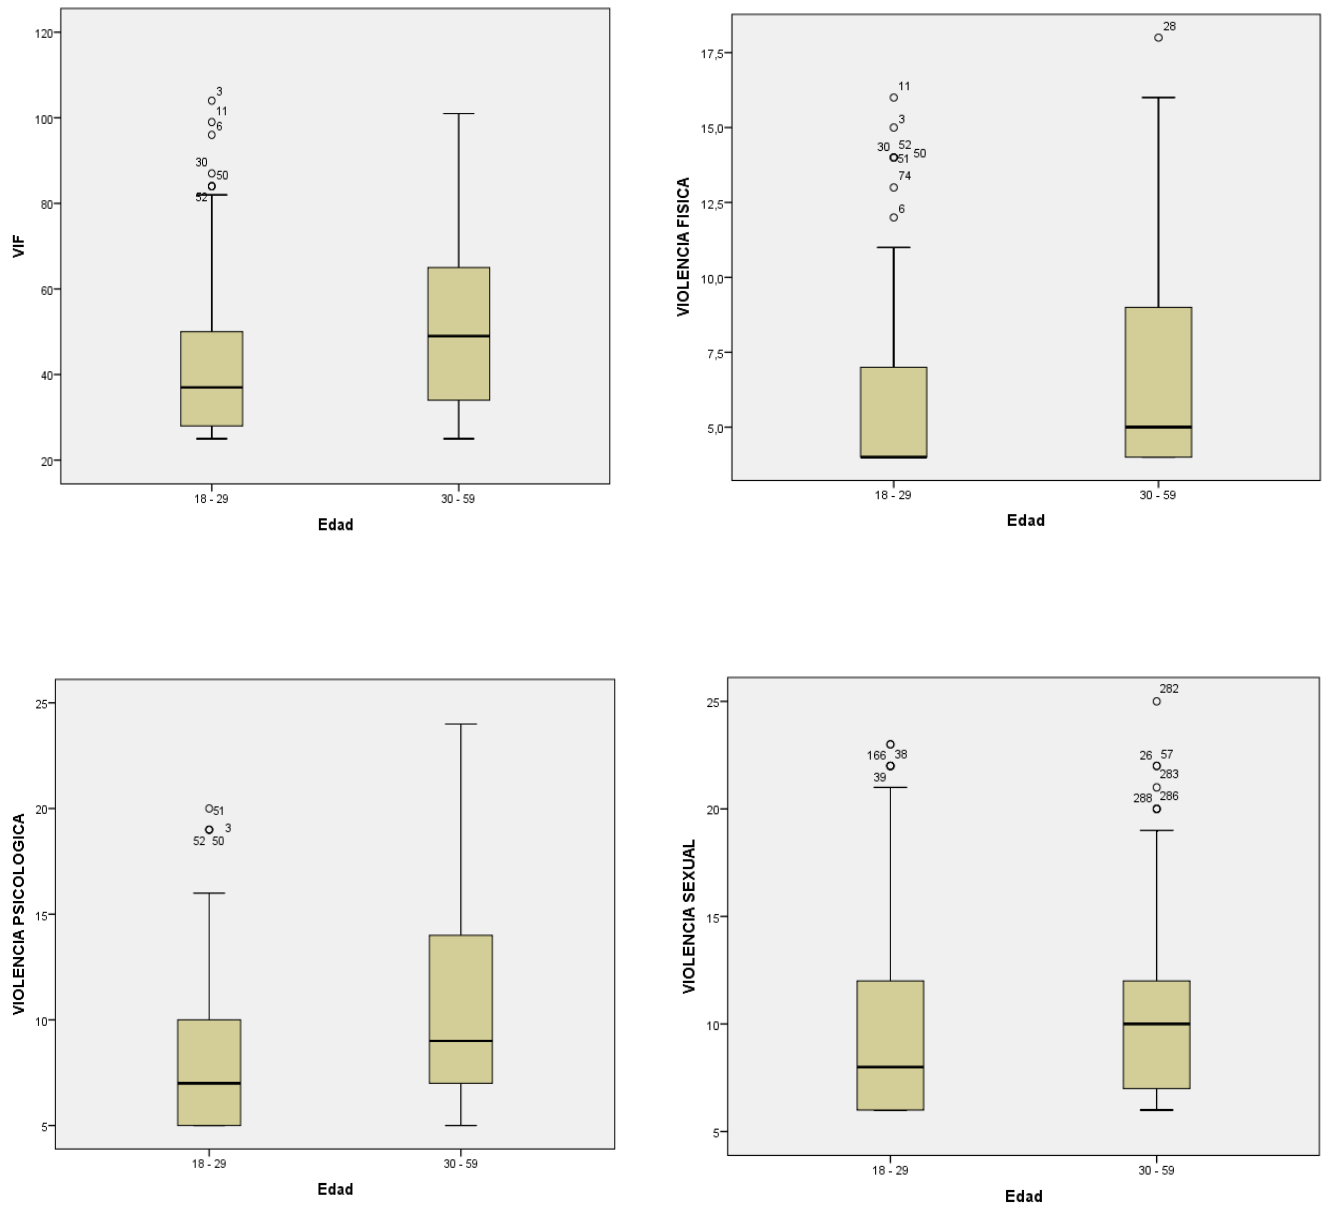 120
100
80
60
40
20
VIF
3
11
6
30
50
52
18 - 29
30 - 59
Edad
17,5
15,0
12,5
10,0
7,5
5,0
VIOLENCIA FISICA
28
11
3
30 52 50
51
74
6
18 - 29
30 - 59
Edad
25
20
15
10
5
VIOLENCIA PSICOLOGICA
51
3
52 50
18 - 29
30 - 59
Edad
25
20
15
10
5
VIOLENCIA SEXUAL
282
166 38
39
26 57
283
288 286
18 - 29
30 - 59
Edad